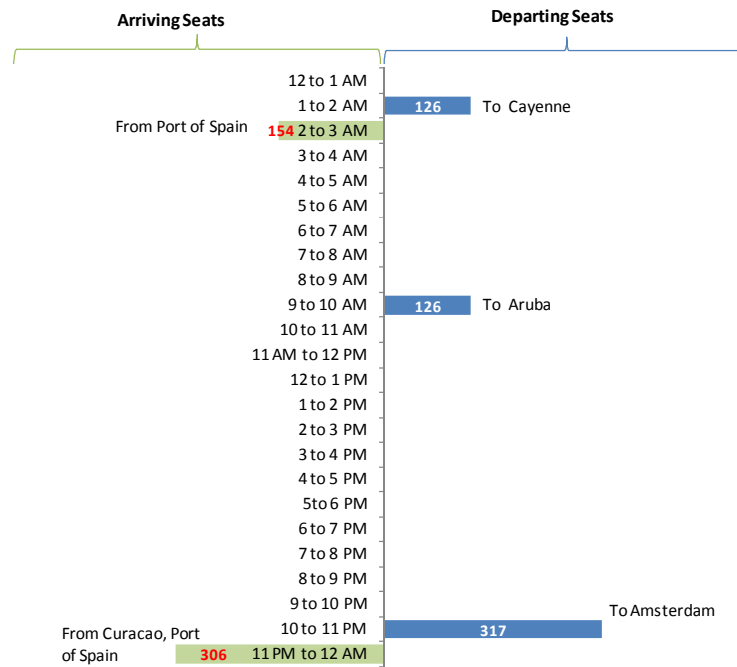 Arriving Seats
Departing Seats
12 to 1 AM
1 to 2 AM
126
To Cayenne
From Port of Spain
154
2 to 3 AM
3 to 4 AM
4 to 5 AM
5 to 6 AM
6 to 7 AM
7 to 8 AM
8 to 9 AM
9 to 10 AM
126
To Aruba
10 to 11 AM
11 AM to 12 PM
12 to 1 PM
1 to 2 PM
2 to 3 PM
3 to 4 PM
4 to 5 PM
5to 6 PM
6 to 7 PM
7 to 8 PM
8 to 9 PM
9 to 10 PM
To Amsterdam
10 to 11 PM
317
From Curacao, Port
of Spain
306
11 PM to 12 AM